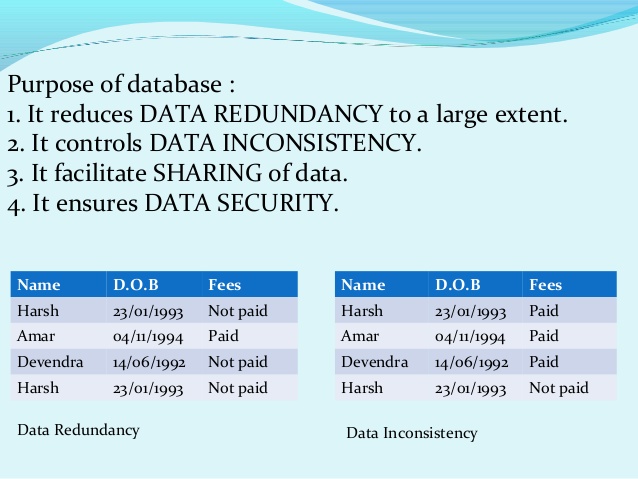 Purpose of database :
1. It reduces DATA REDUNDANCY to a large extent.
2. It controls DATA INCONSISTENCY.
3. It facilitate SHARING of data.
4. It ensures DATA SECURITY.
Name D.O.B Fees
Harsh 23/01/1993 Not paid
Amar 04/11/1994 Paid
Devendra 14/06/1992 Not paid
Harsh 23/01/1993 Not paid
Data Redundancy
Name D.O.B Fees
Harsh 23/01/1993 Paid
Amar 04/11/1994 Paid
Devendra 14/06/1992 Paid
Harsh 23/01/1993 Not paid
Data Inconsistency